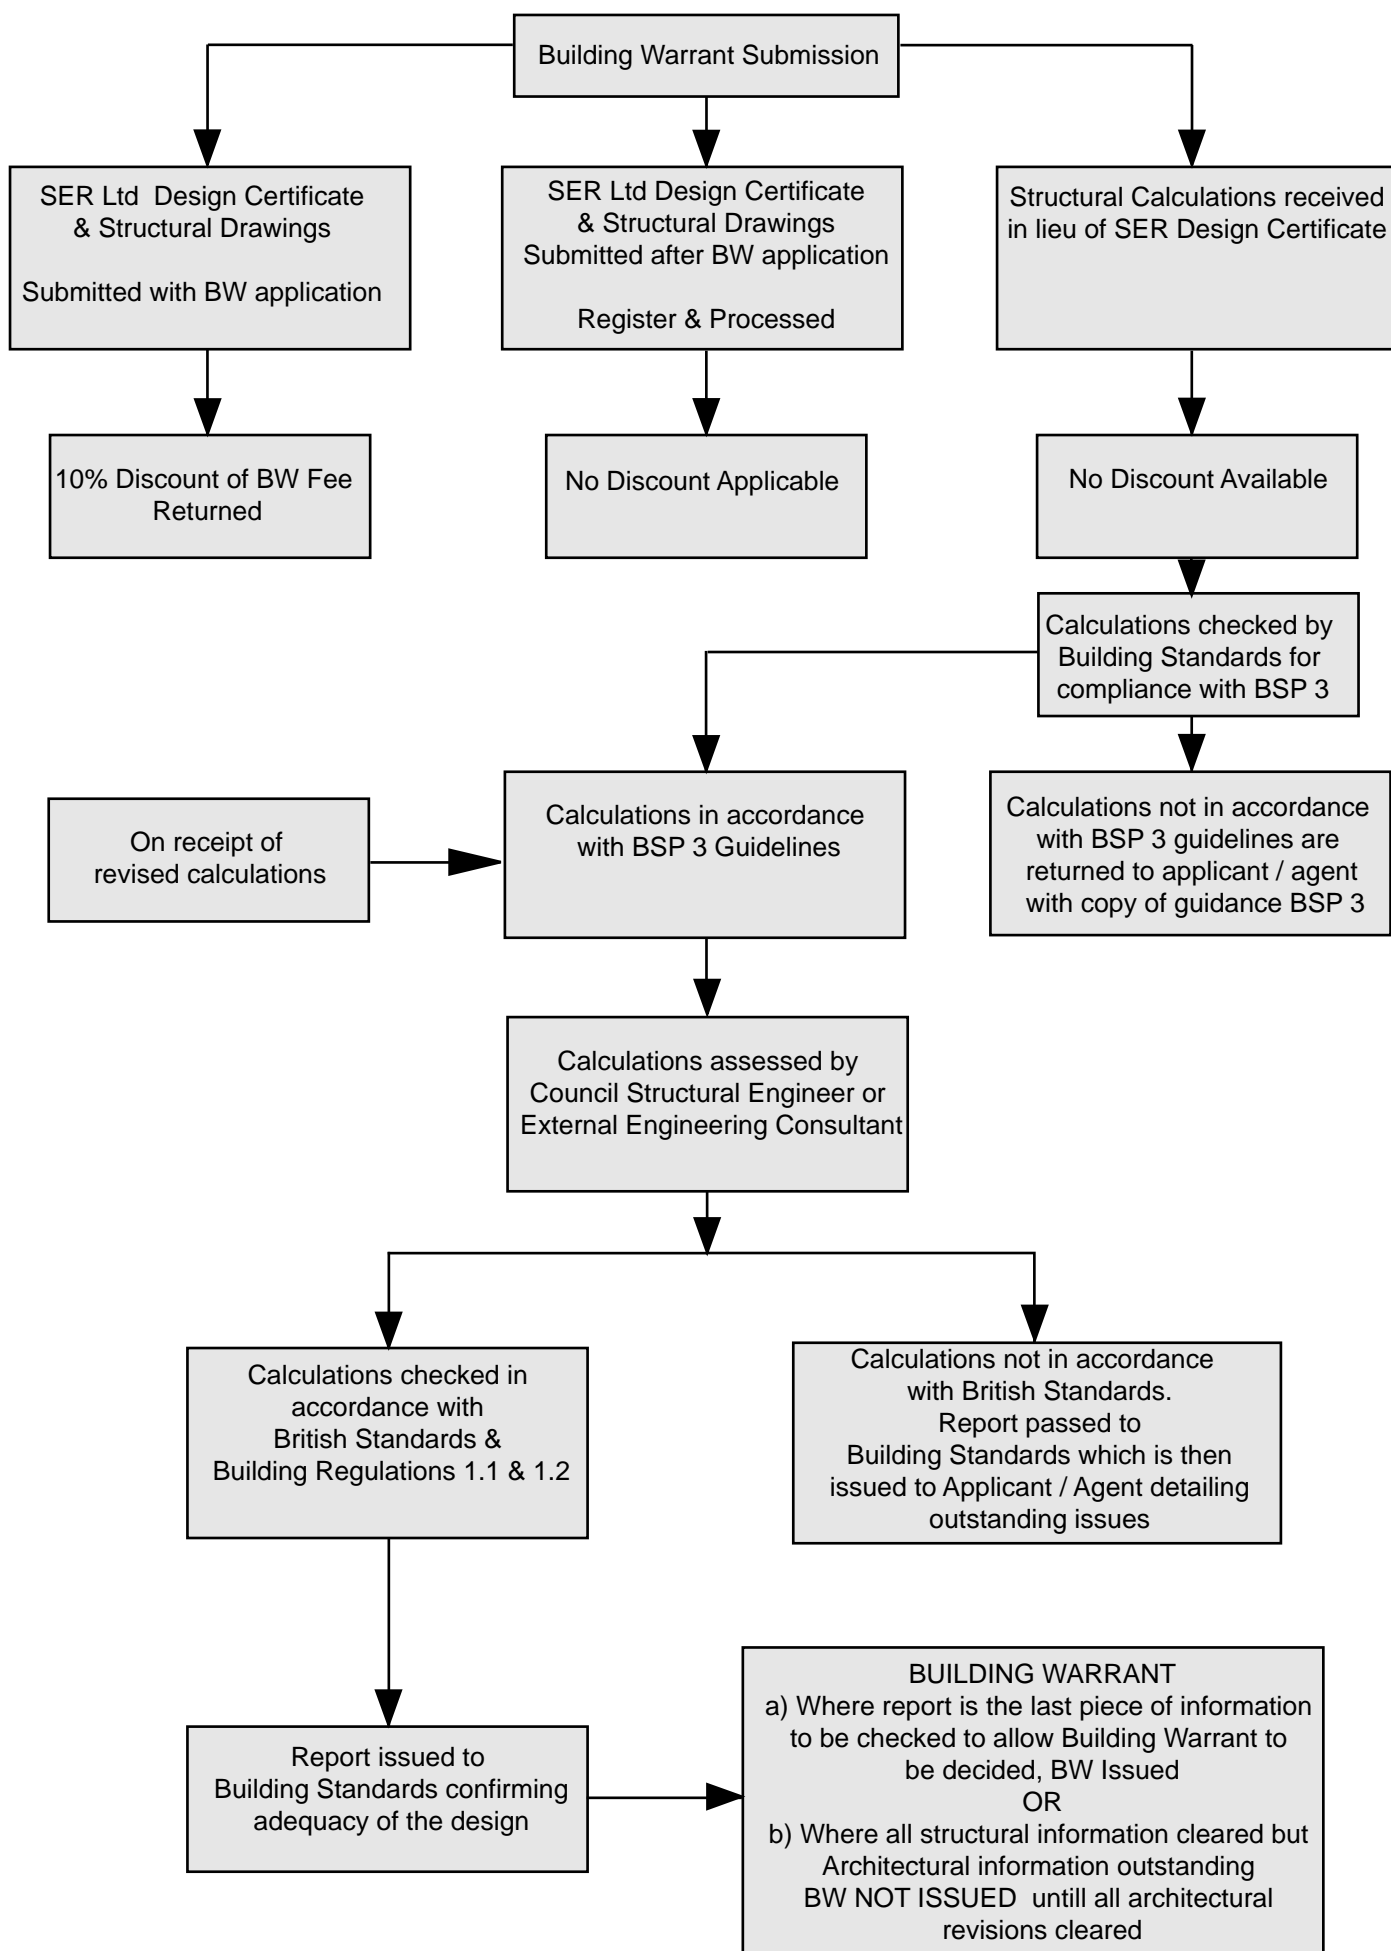 Building Warrant Submission
SER Ltd Design Certificate
& Structural Drawings
Submitted with BW application
SER Ltd Design Certificate
& Structural Drawings
Submitted after BW application
Register & Processed
Structural Calculations received
in lieu of SER Design Certificate
10% Discount of BW Fee
Returned
No Discount Applicable
No Discount Available
Calculations checked by
Building Standards for
compliance with BSP 3
On receipt of
revised calculations
Calculations in accordance
with BSP 3 Guidelines
Calculations not in accordance
with BSP 3 guidelines are
returned to applicant / agent
with copy of guidance BSP 3
Calculations assessed by
Council Structural Engineer or
External Engineering Consultant
Calculations checked in
accordance with
British Standards &
Building Regulations 1.1 & 1.2
Calculations not in accordance
with British Standards.
Report passed to
Building Standards which is then
issued to Applicant / Agent detailing
outstanding issues
Report issued to
Building Standards confirming
adequacy of the design
BUILDING WARRANT
a) Where report is the last piece of information
to be checked to allow Building Warrant to
be decided, BW Issued
OR
b) Where all structural information cleared but
Architectural information outstanding
BW NOT ISSUED untill all architectural
revisions cleared